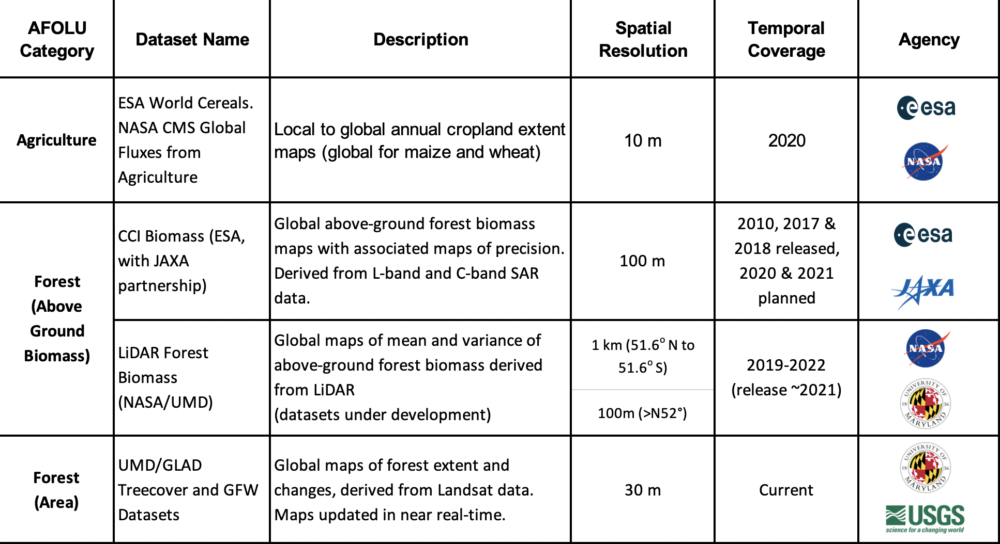 AFOLU
Category
Dataset Name
Description
Spatial
Resolution
Temporal
Coverage
Agency
Agriculture
ESA World Cereals.
NASA CMS Global
Fluxes from
Agriculture
Local to global annual cropland extent
maps (global for maize and wheat)
10 m
2020
esa
NASA
Forest
(Above
Ground
Biomass)
CCI Biomass (ESA,
with JAXA
partnership)
Global above-ground forest biomass
maps with associated maps of precision.
Derived from L-band and C-band SAR
data.
100 m
2010, 2017 &
2018 released,
2020 & 2021
planned
esa
JAXA
LiDAR Forest
Biomass
(NASA/UMD)
Global maps of mean and variance of
above-ground forest biomass derived
from LiDAR
(datasets under development)
1 km (51.6° N to
51.6° S)
100m (>N52°)
2019-2022
(release ~2021)
NASA
UNIVERSITY OF
18 56
MARYLAND
Forest
(Area)
UMD/GLAD
Treecover and GFW
Datasets
Global maps of forest extent and
changes, derived from Landsat data.
Maps updated in near real-time.
30 m
Current
UNIVERSITY OF
18 56
MARYLAND
USGS
science for a changing world